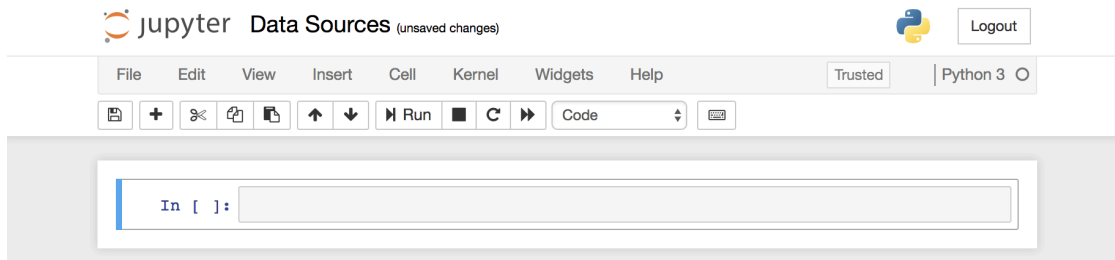 jupyter Data Sources (unsaved changes) Logout
File Edit View Insert Cell Kernel Widgets Help Trusted Python 3
Run Code
In [ ]: